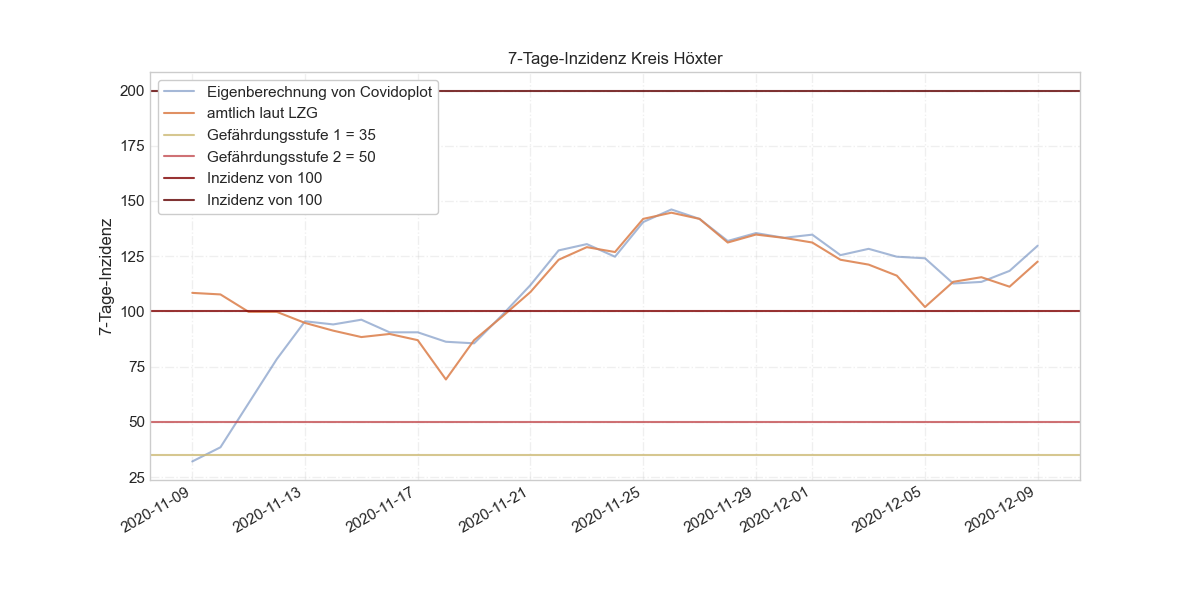 7-Tage-Inzidenz Kreis Höxter
200
175
150
125
100
75
50
25
7-Tage-Inzidenz
Eigenberechnung von Covidoplot
amtlich laut LZG
Gefährdungsstufe 1 = 35
Gefährdungsstufe 2 = 50
Inzidenz von 100
Inzidenz von 100
2020-11-09
2020-11-13
2020-11-17
2020-11-21
2020-11-25
2020-11-29
2020-12-01
2020-12-05
2020-12-09